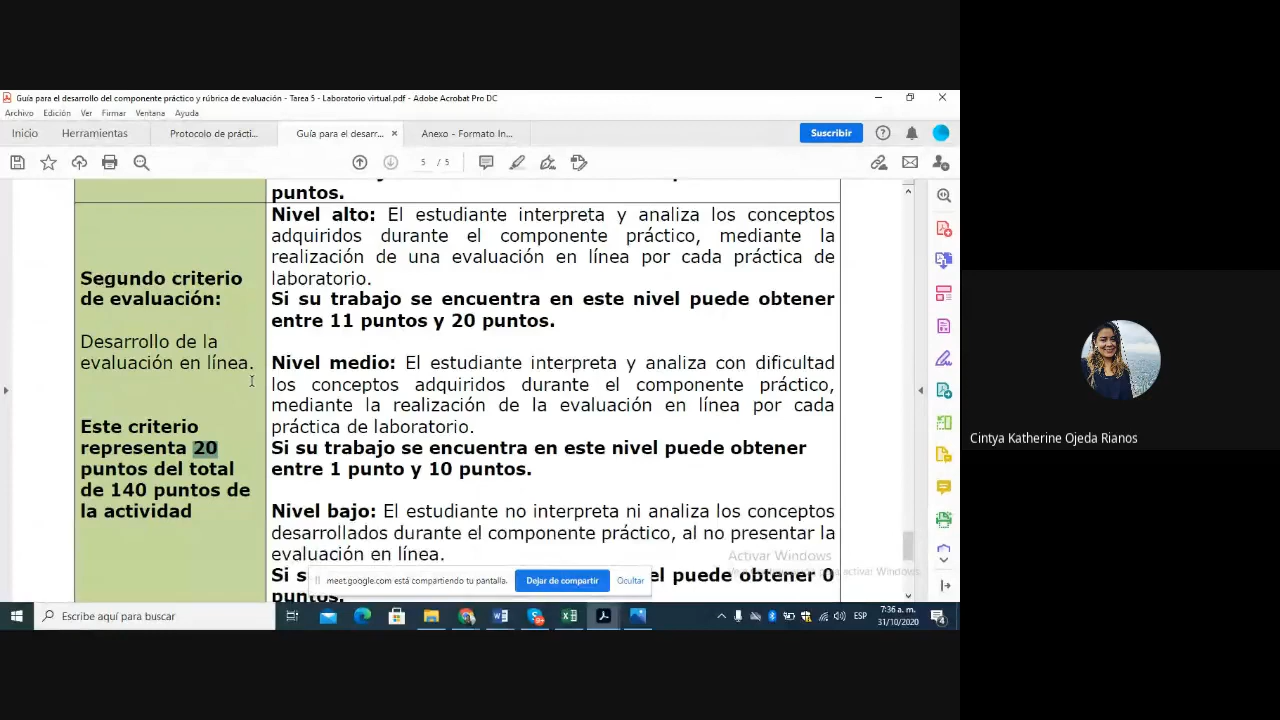 Guía para el desarrollo del componente práctico y rúbrica de evaluación - Tarea 5 - Laboratorio virtual.pdf - Adobe Acrobat Pro DC
Archivo Edición Ver Firmar Ventana Ayuda
Inicio Herramientas Protocolo de prácti... Guía para el desarr... Anexo - Formato In... Suscribir
5 / 5
puntos.
Segundo criterio
de evaluación:
Desarrollo de la
evaluación en línea.
Este criterio
representa 20
puntos del total
de 140 puntos de
la actividad
Nivel alto: El estudiante interpreta y analiza los conceptos
adquiridos durante el componente práctico, mediante la
realización de una evaluación en línea por cada práctica de
laboratorio.
Si su trabajo se encuentra en este nivel puede obtener
entre 11 puntos y 20 puntos.
Nivel medio: El estudiante interpreta y analiza con dificultad
los conceptos adquiridos durante el componente práctico,
mediante la realización de la evaluación en línea por cada
práctica de laboratorio.
Si su trabajo se encuentra en este nivel puede obtener
entre 1 punto y 10 puntos.
Nivel bajo: El estudiante no interpreta ni analiza los conceptos
desarrollados durante el componente práctico, al no presentar la
evaluación en línea.
Si s
el puede obtener 0
puntos.
Activar Windows
activar Windows.
meet.google.com está compartiendo tu pantalla. Dejar de compartir Ocultar
Escribe aquí para buscar
ESP
7:36 a. m.
31/10/2020
4
Cintya Katherine Ojeda Rianos